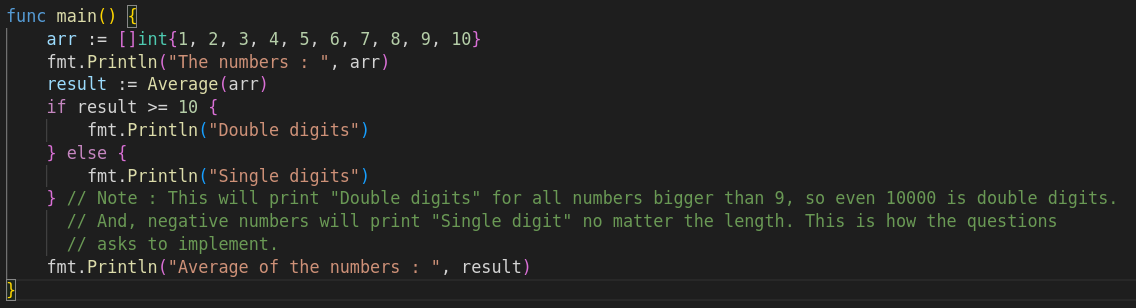 func main() {
    arr := []int{1, 2, 3, 4, 5, 6, 7, 8, 9, 10}
    fmt.Println("The numbers : ", arr)
    result := Average(arr)
    if result >= 10 {
        fmt.Println("Double digits")
    } else {
        fmt.Println("Single digits")
    } // Note : This will print "Double digits" for all numbers bigger than 9, so even 10000 is double digits.
      // And, negative numbers will print "Single digit" no matter the length. This is how the questions
      // asks to implement.
    fmt.Println("Average of the numbers : ", result)
}